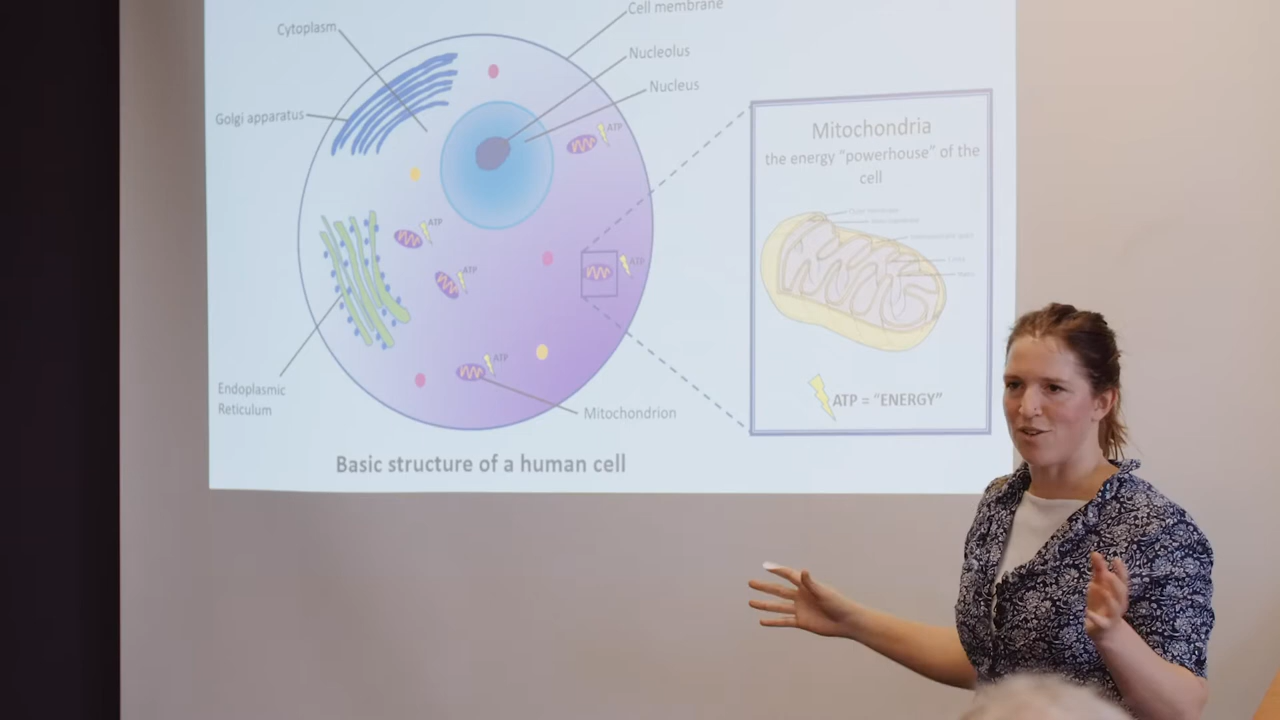 Cell membrane
Cytoplasm
Nucleolus
Nucleus
Golgi apparatus
ATP
ATP
ATP
ATP
ATP
Endoplasmic
Reticulum
Mitochondrion
Basic structure of a human cell
Mitochondria
the energy "powerhouse" of the
cell
ATP = "ENERGY"